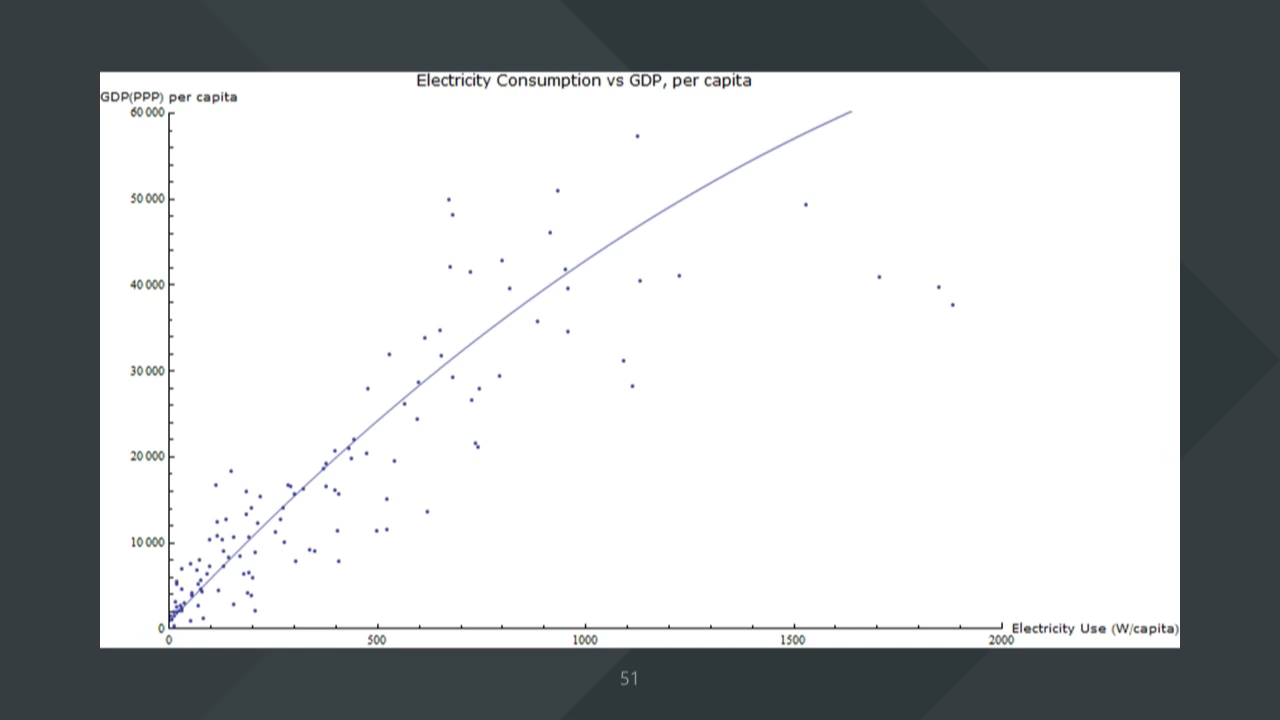 Electricity Consumption vs GDP, per capita
GDP(PPP) per capita
60 000
50 000
40 000
30 000
20 000
10 000
0
0 500 1000 1500 2000
Electricity Use (W/capita)
51